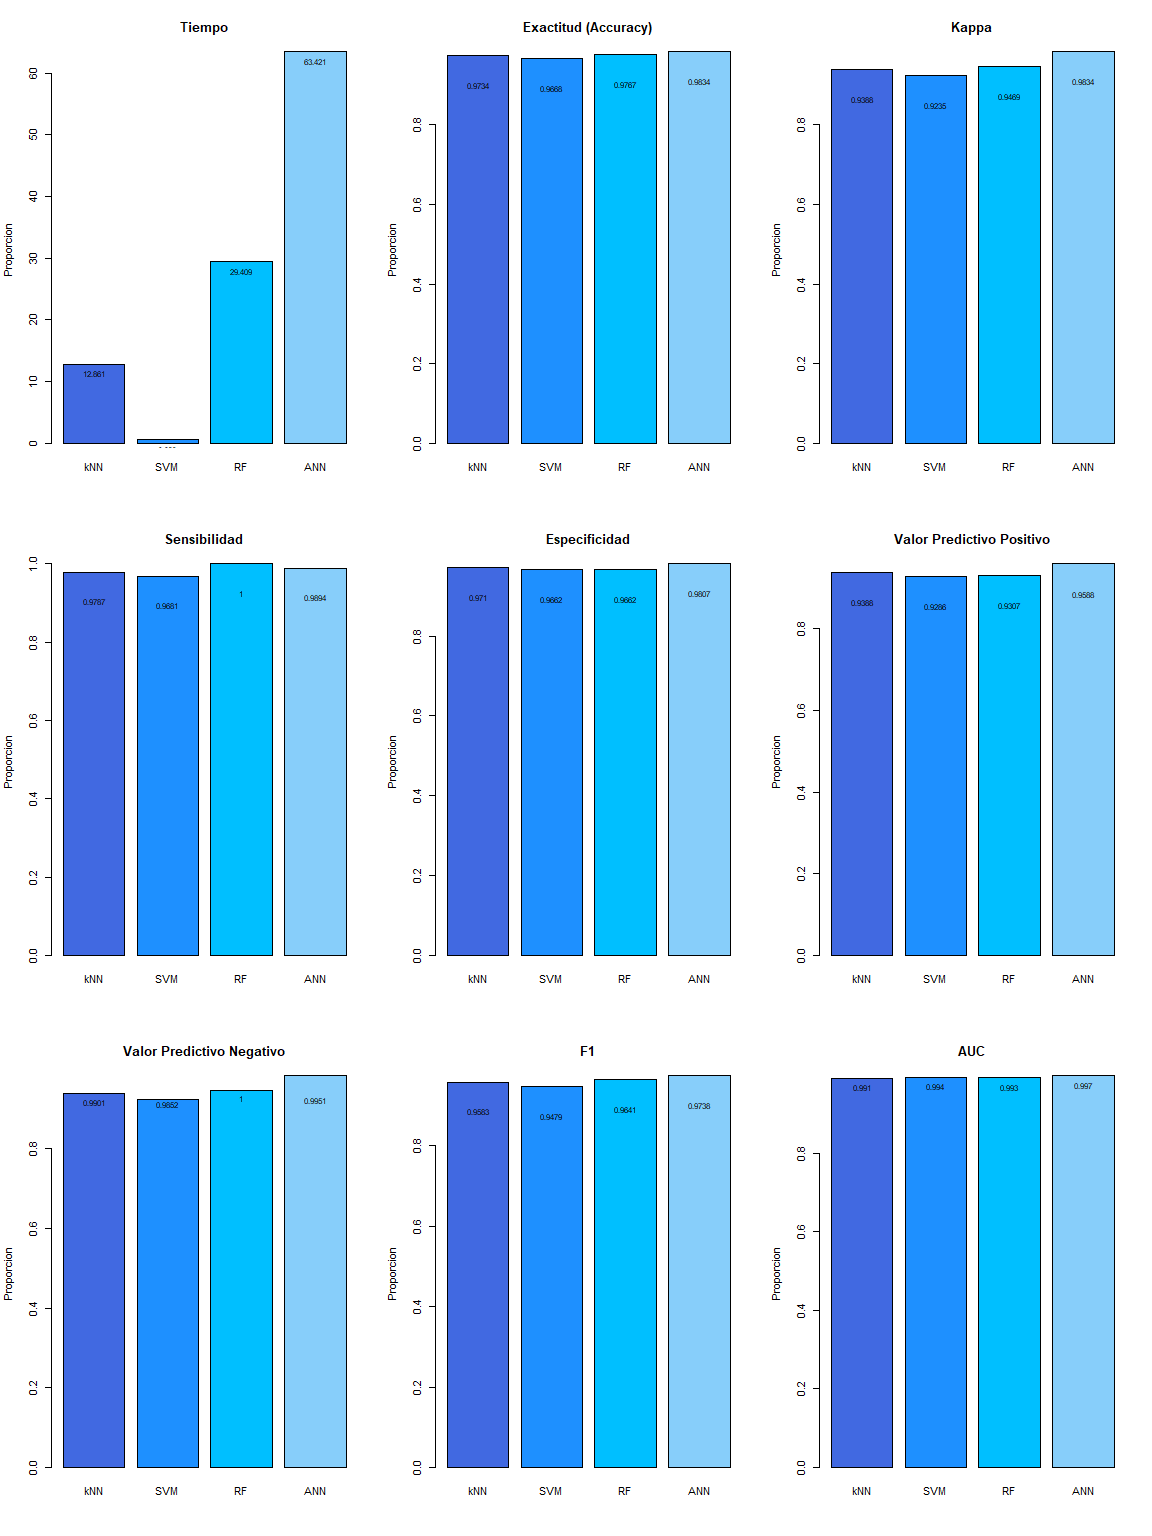 Tiempo
Proporcion
0
10
20
30
40
50
60
12.861
29.409
63.421
kNN
SVM
RF
ANN
Exactitud (Accuracy)
Proporcion
0.0
0.2
0.4
0.6
0.8
0.9734
0.9668
0.9767
0.9834
kNN
SVM
RF
ANN
Kappa
Proporcion
0.0
0.2
0.4
0.6
0.8
0.9386
0.9235
0.9469
0.9834
kNN
SVM
RF
ANN
Sensibilidad
Proporcion
0.0
0.2
0.4
0.6
0.8
1.0
0.9787
0.9681
1
0.9894
kNN
SVM
RF
ANN
Especificidad
Proporcion
0.0
0.2
0.4
0.6
0.8
0.971
0.9662
0.9662
0.9807
kNN
SVM
RF
ANN
Valor Predictivo Positivo
Proporcion
0.0
0.2
0.4
0.6
0.8
0.9388
0.9286
0.9307
0.9588
kNN
SVM
RF
ANN
Valor Predictivo Negativo
Proporcion
0.0
0.2
0.4
0.6
0.8
0.9901
0.9852
1
0.9951
kNN
SVM
RF
ANN
F1
Proporcion
0.0
0.2
0.4
0.6
0.8
0.9583
0.9479
0.9641
0.9738
kNN
SVM
RF
ANN
AUC
Proporcion
0.0
0.2
0.4
0.6
0.8
0.991
0.994
0.993
0.997
kNN
SVM
RF
ANN